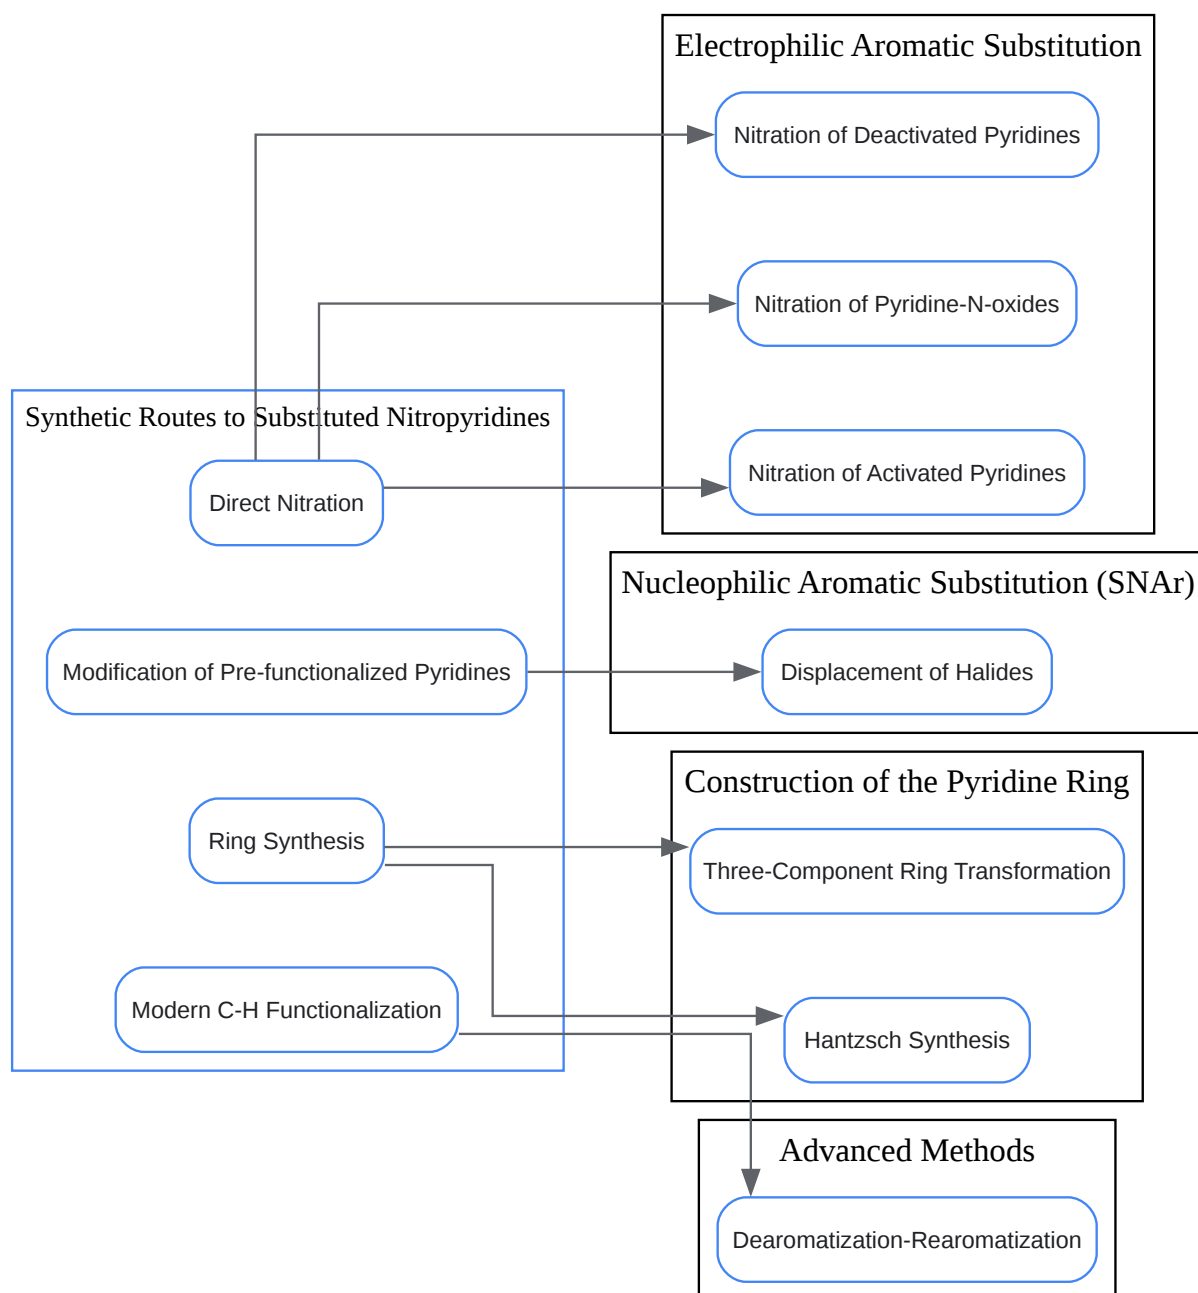 Electrophilic Aromatic Substitution
Nitration of Deactivated Pyridines
Nitration of Pyridine-N-oxides
Nitration of Activated Pyridines
Synthetic Routes to Substituted Nitropyridines
Direct Nitration
Modification of Pre-functionalized Pyridines
Ring Synthesis
Modern C-H Functionalization
Nucleophilic Aromatic Substitution (SNAr)
Displacement of Halides
Construction of the Pyridine Ring
Three-Component Ring Transformation
Hantzsch Synthesis
Advanced Methods
Dearomatization-Rearomatization